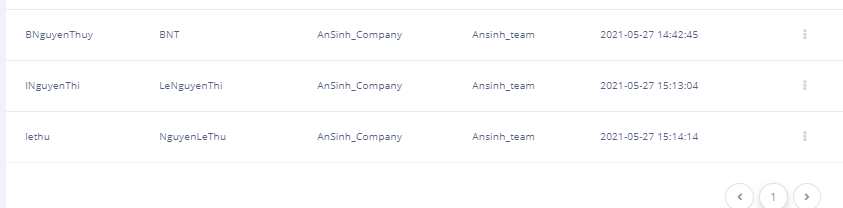 BNguyenThuy BNT AnSinh_Company Ansinh_team 2021-05-27 14:42:45
lNguyenThi LeNguyenThi AnSinh_Company Ansinh_team 2021-05-27 15:13:04
lethu NguyenLeThu AnSinh_Company Ansinh_team 2021-05-27 15:14:14
1